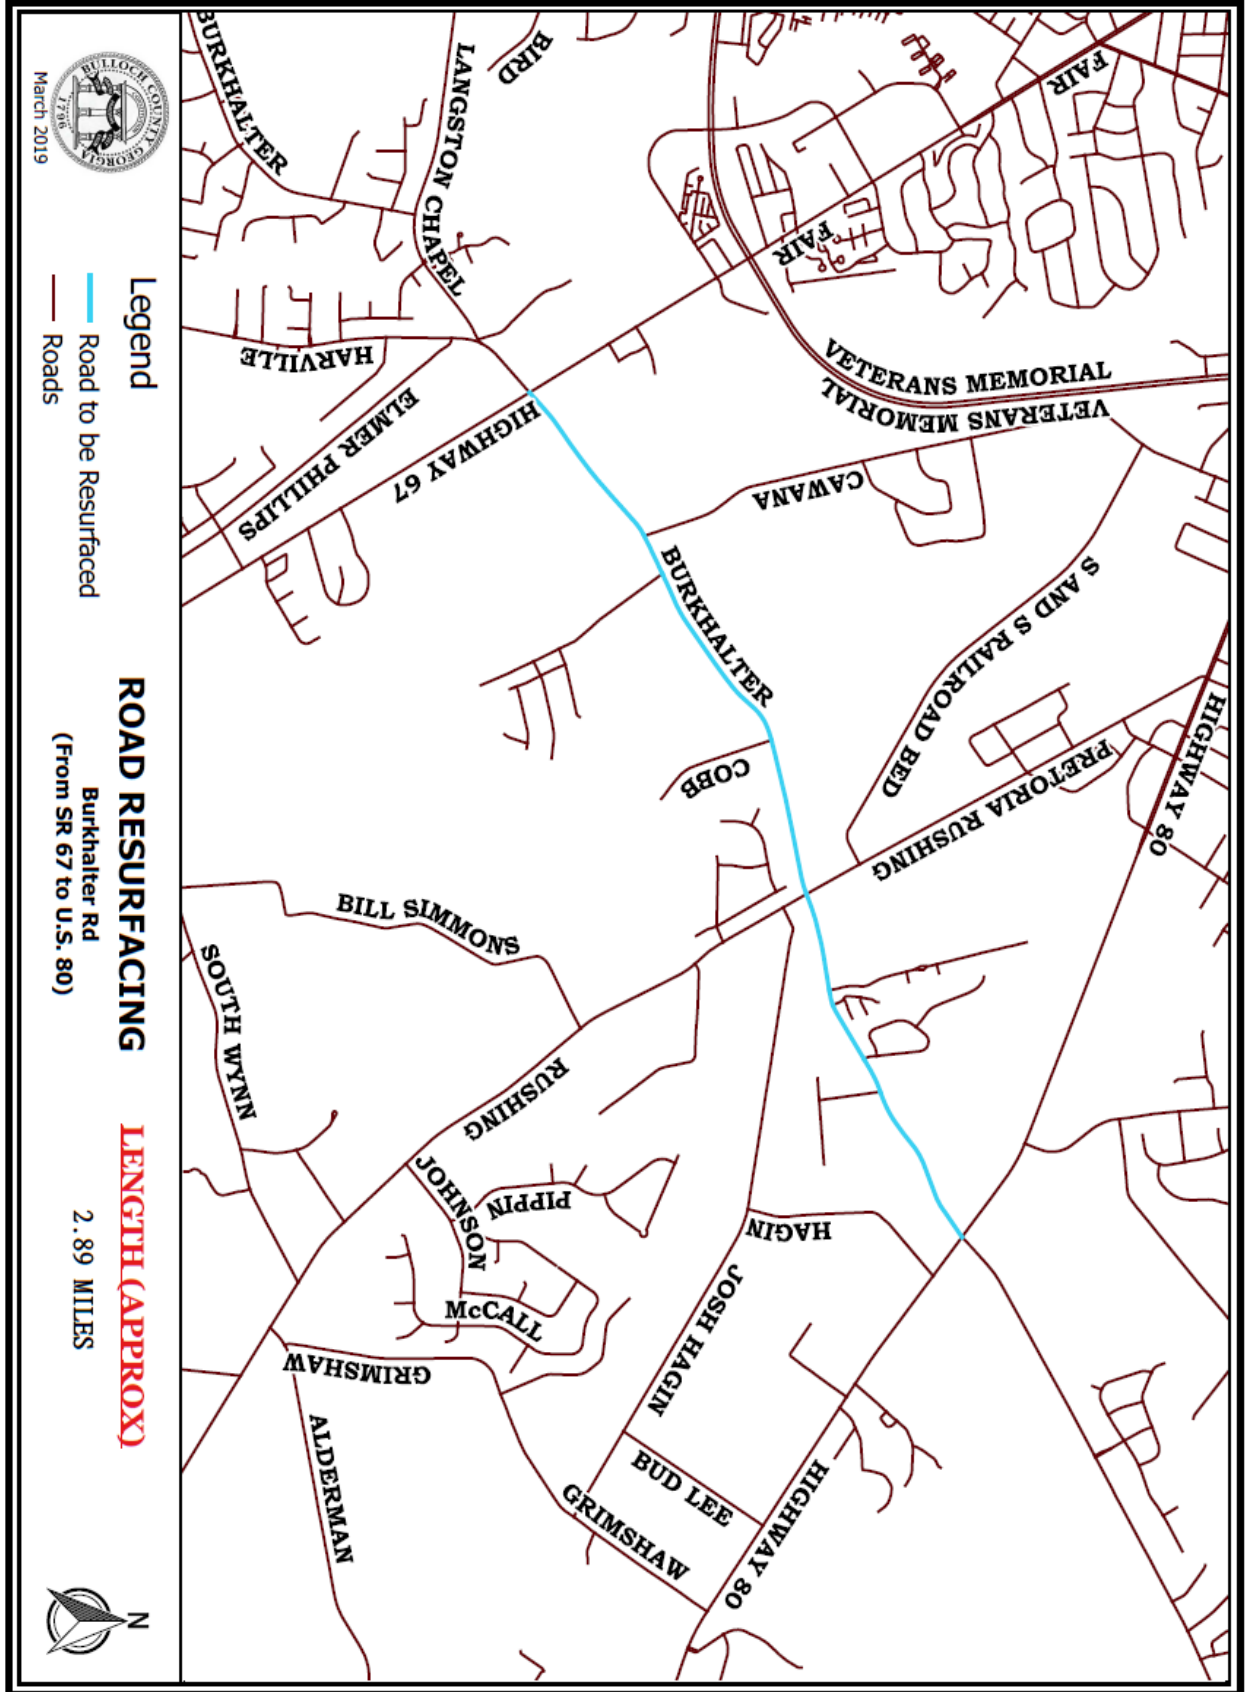 BURKHALTER
LANGSTON CHAPEL
BIRD
FAIR
FAIR
HARVILLE
ELMER PHILLIPS
HIGHWAY 67
VETERANS MEMORIAL
VETERANS MEMORIAL
CAWANA
BURKHALTER
S AND S RAILROAD BED
COBB
PRETORIA RUSHING
HIGHWAY 80
BILL SIMMONS
SOUTH WYNN
RUSHING
JOHNSON
PIPPIN
McCALL
HAGIN
JOSH HAGIN
GRIMSHAW
ALDERMAN
BUD LEE
GRIMSHAW
HIGHWAY 80
BULLOCH COUNTY
GEORGIA
1796
March 2019
Legend
Road to be Resurfaced
Roads
ROAD RESURFACING
Burkhalter Rd
(From SR 67 to U.S. 80)
LENGTH (APPROX)
2.89 MILES
N